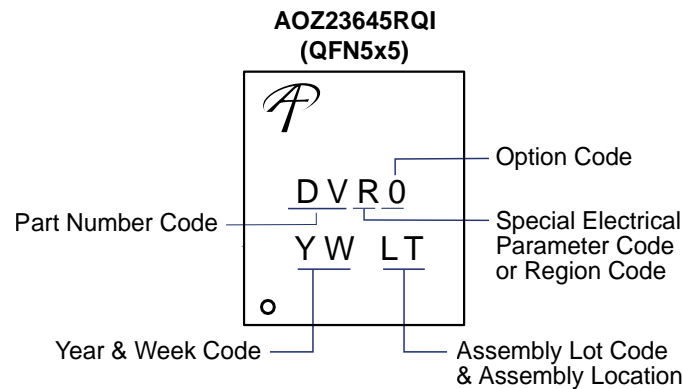 AOZ23645RQI
(QFN5x5)
Option Code
D V R 0
Part Number Code
Special Electrical
Parameter Code
or Region Code
Y W L T
Year & Week Code
Assembly Lot Code
& Assembly Location